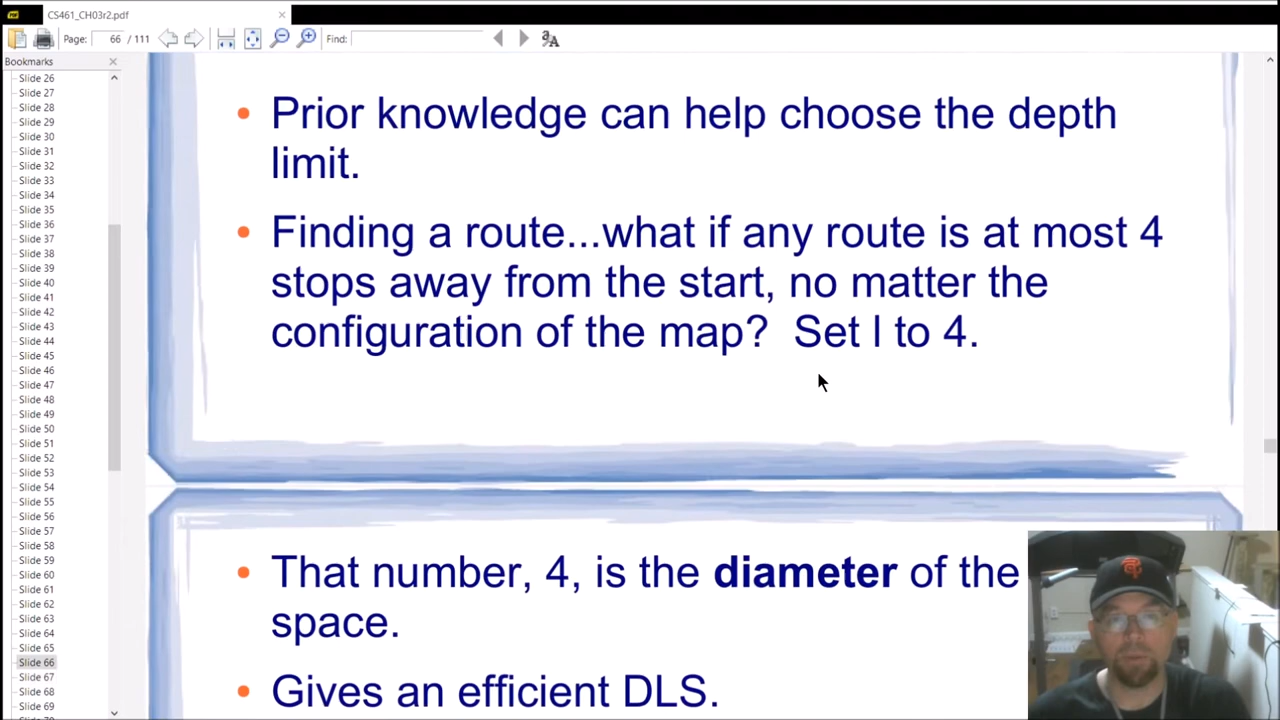 CS461_CH03r2.pdf
Page: 66 / 111
Find:
Bookmarks
Slide 26
Slide 27
Slide 28
Slide 29
Slide 30
Slide 31
Slide 32
Slide 33
Slide 34
Slide 35
Slide 36
Slide 37
Slide 38
Slide 39
Slide 40
Slide 41
Slide 42
Slide 43
Slide 44
Slide 45
Slide 46
Slide 47
Slide 48
Slide 49
Slide 50
Slide 51
Slide 52
Slide 53
Slide 54
Slide 55
Slide 56
Slide 57
Slide 58
Slide 59
Slide 60
Slide 61
Slide 62
Slide 63
Slide 64
Slide 65
Slide 66
Slide 67
Slide 68
Slide 69
• Prior knowledge can help choose the depth
limit.
• Finding a route...what if any route is at most 4
stops away from the start, no matter the
configuration of the map?  Set l to 4.
• That number, 4, is the diameter of the
space.
• Gives an efficient DLS.